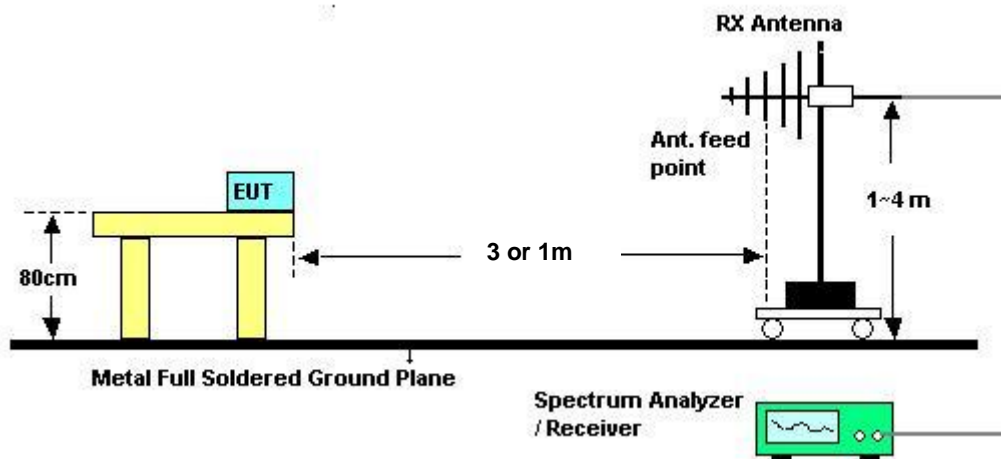 RX Antenna
Ant. feed
point
EUT
1~4 m
3 or 1m
80cm
Metal Full Soldered Ground Plane
Spectrum Analyzer
/ Receiver